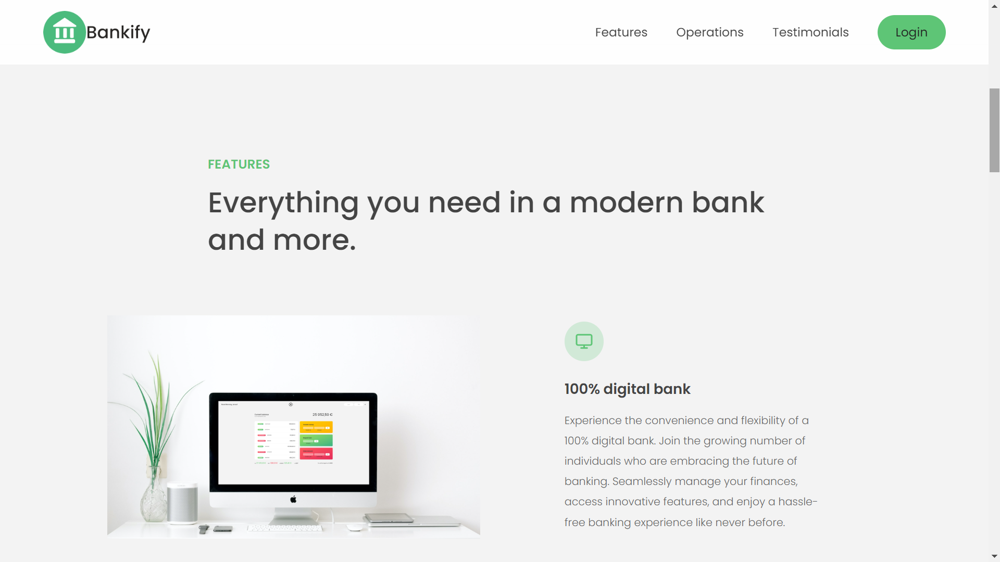 Bankify
Features
Operations
Testimonials
Login
FEATURES
Everything you need in a modern bank
and more.
Current balance
25 952,59 €
100% digital bank
Experience the convenience and flexibility of a
100% digital bank. Join the growing number of
individuals who are embracing the future of
banking. Seamlessly manage your finances,
access innovative features, and enjoy a hassle-
free banking experience like never before.